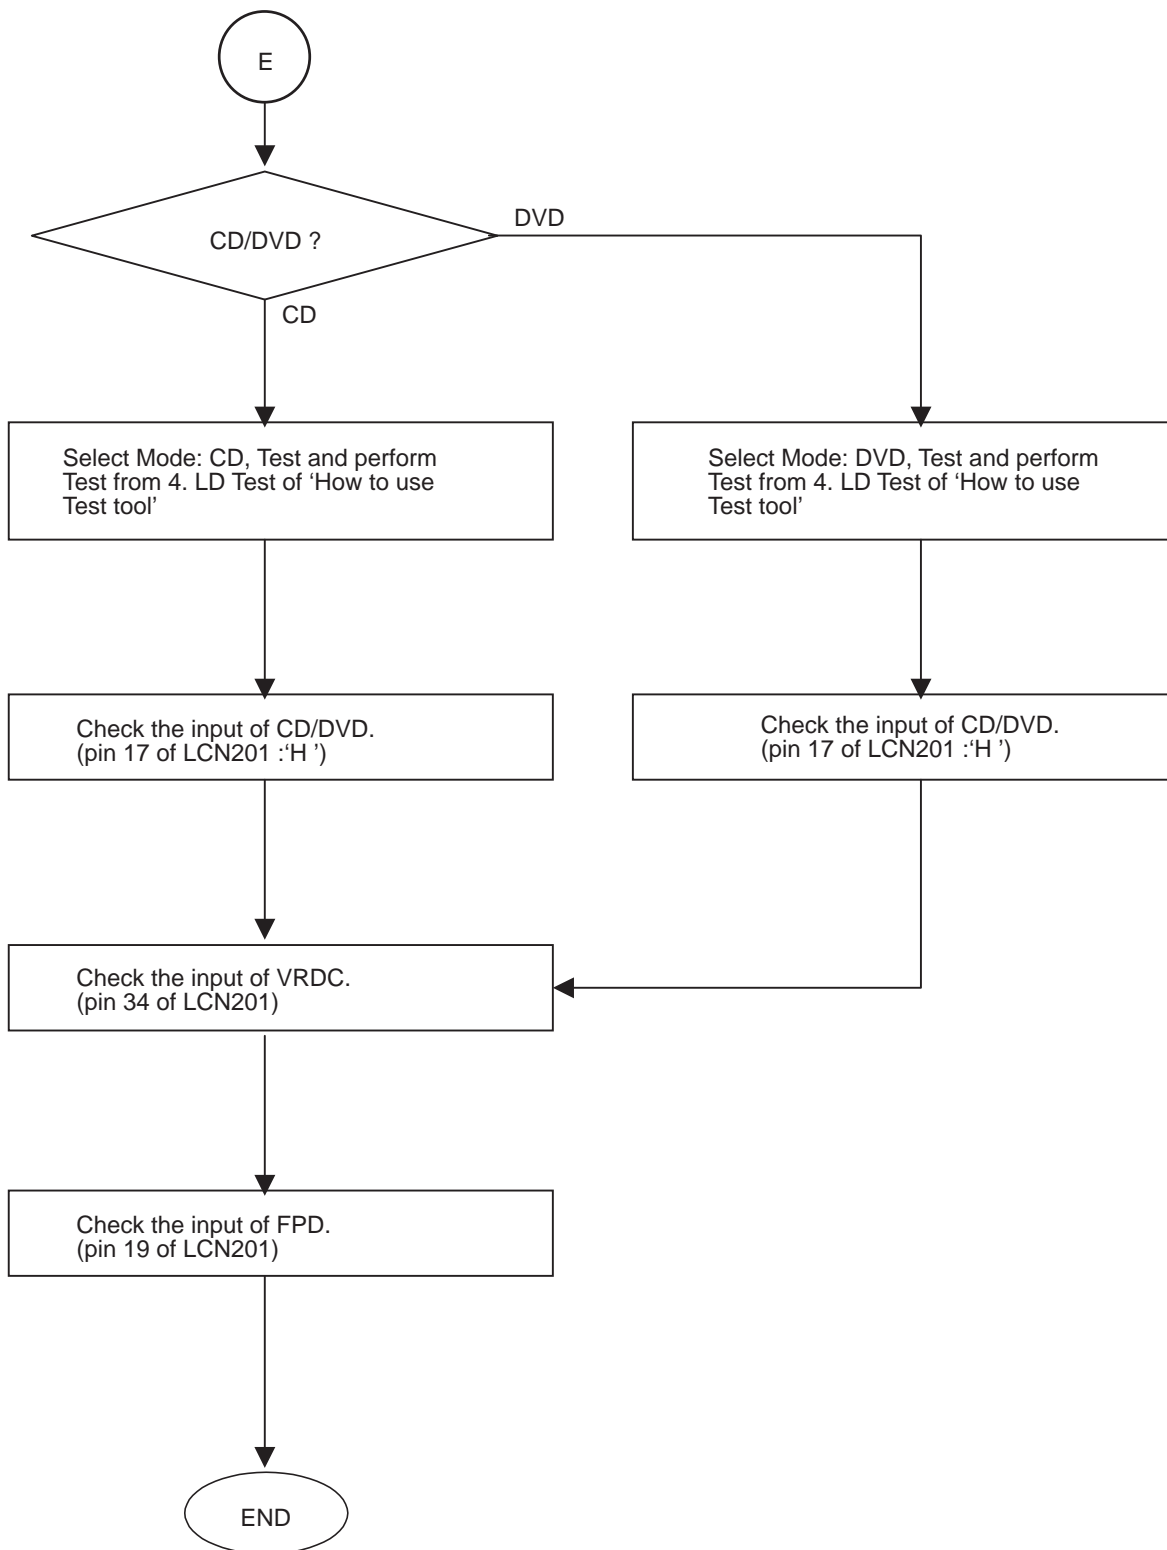 E
CD/DVD ?
DVD
CD
Select Mode: CD, Test and perform
Test from 4. LD Test of ‘How to use
Test tool’
Select Mode: DVD, Test and perform
Test from 4. LD Test of ‘How to use
Test tool’
Check the input of CD/DVD.
(pin 17 of LCN201 :‘H ’)
Check the input of CD/DVD.
(pin 17 of LCN201 :‘H ’)
Check the input of VRDC.
(pin 34 of LCN201)
Check the input of FPD.
(pin 19 of LCN201)
END